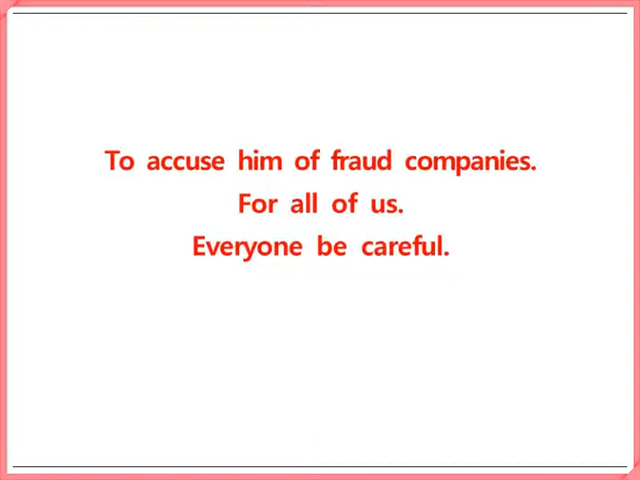 To accuse him of fraud companies.
For all of us.
Everyone be careful.